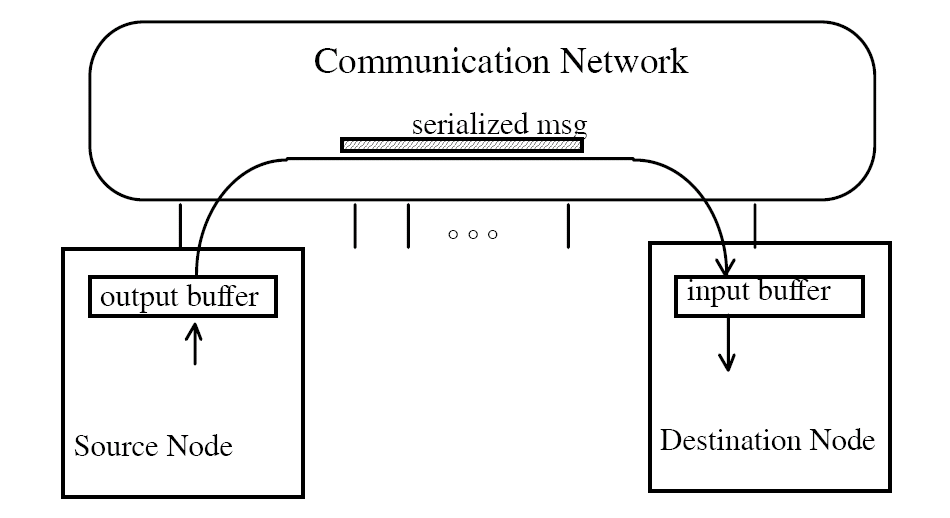 Communication Network
serialized msg
output buffer
input buffer
Source Node
Destination Node